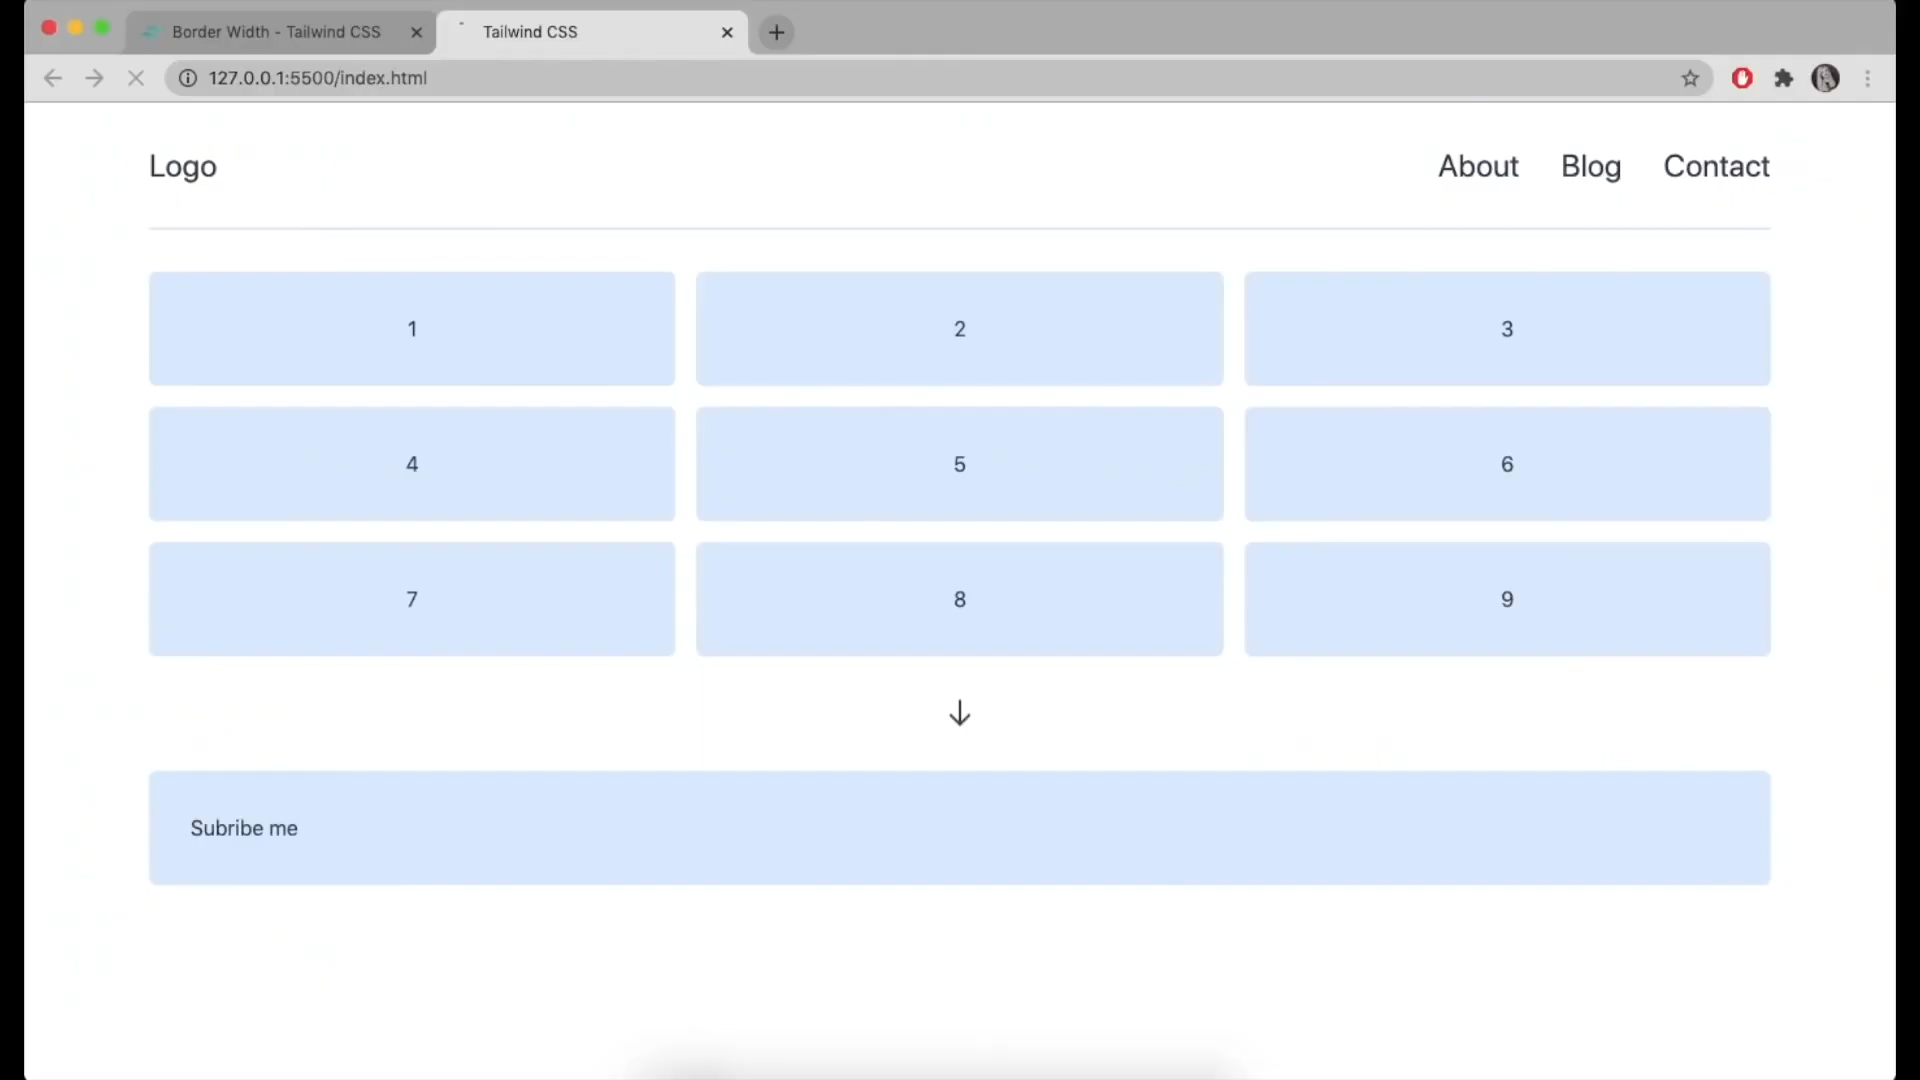 Border Width - Tailwind CSS
Tailwind CSS
127.0.0.1:5500/index.html
Logo
About Blog Contact
1 2 3
4 5 6
7 8 9
Subribe me